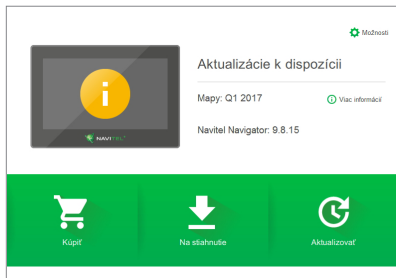 Možnosti
Aktualizácie k dispozícii
Mapy: Q1 2017
Viac informácií
Navitel Navigator: 9.8.15
NAVITEL
Kúpiť
Na stiahnutie
Aktualizovať